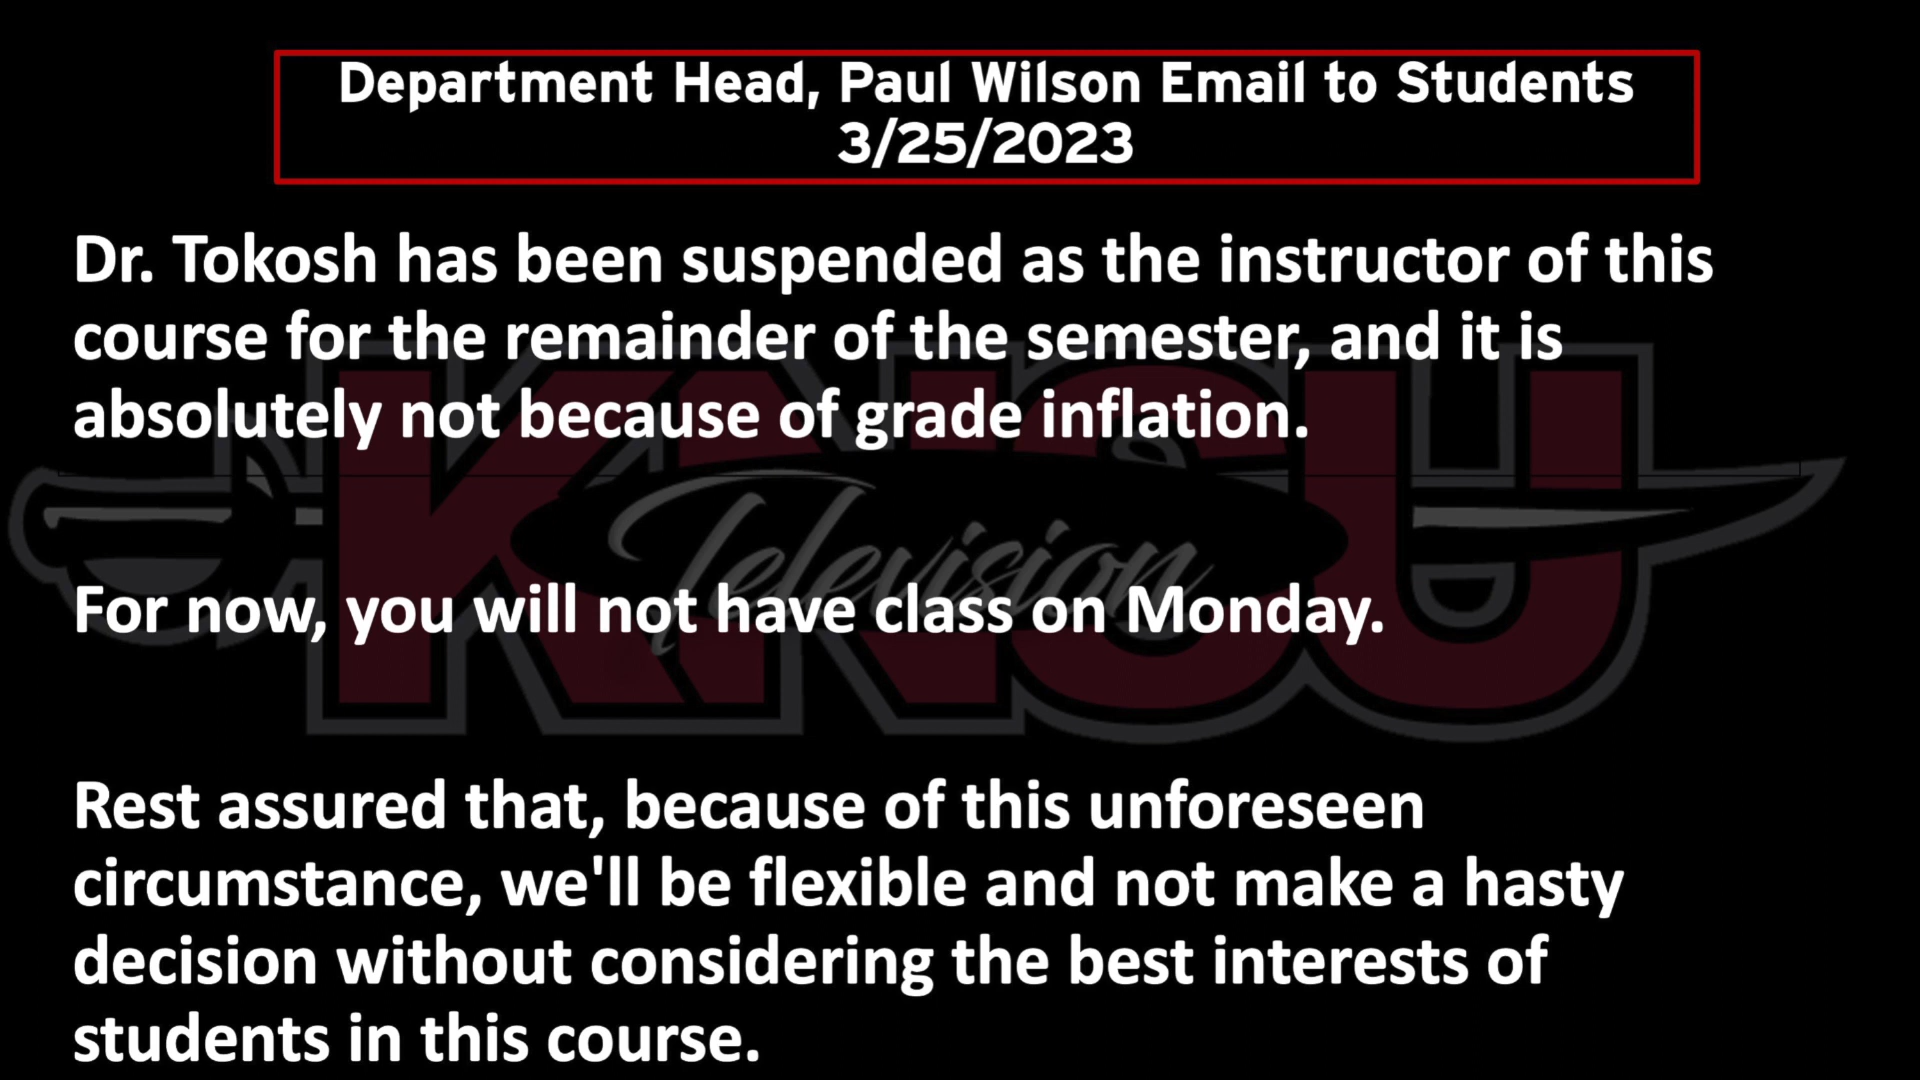 Department Head, Paul Wilson Email to Students
3/25/2023
Dr. Tokosh has been suspended as the instructor of this
course for the remainder of the semester, and it is
absolutely not because of grade inflation.
KNSU
Television
For now, you will not have class on Monday.
Rest assured that, because of this unforeseen
circumstance, we'll be flexible and not make a hasty
decision without considering the best interests of
students in this course.